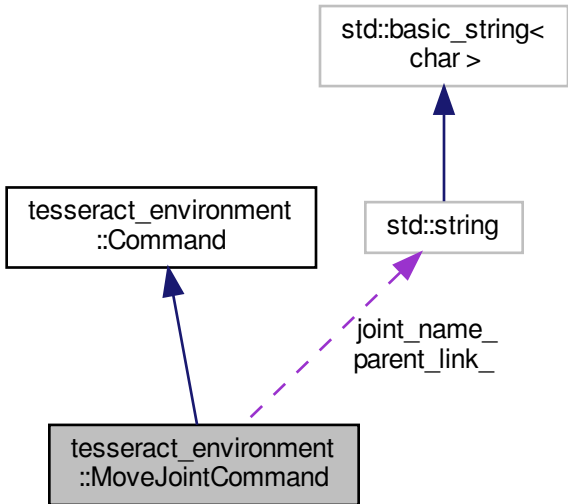 std::basic_string<
char >
tesseract_environment
::Command
std::string
joint_name_
parent_link_
tesseract_environment
::MoveJointCommand